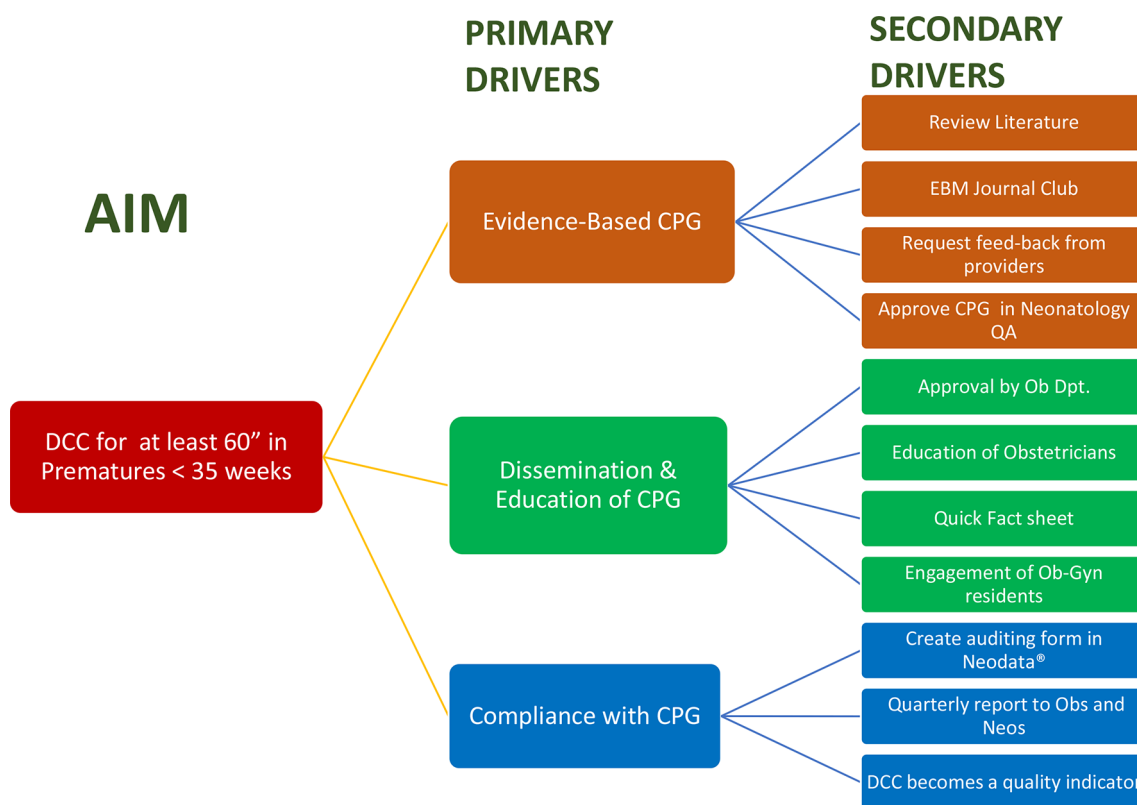 PRIMARY
DRIVERS
SECONDARY
DRIVERS
AIM
DCC for  at least 60” in
Prematures < 35 weeks
Evidence-Based CPG
Review Literature
EBM Journal Club
Request feed-back from
providers
Approve CPG  in Neonatology
QA
Dissemination &
Education of CPG
Approval by Ob Dpt.
Education of Obstetricians
Quick Fact sheet
Engagement of Ob-Gyn
residents
Compliance with CPG
Create auditing form in
Neodata®
Quarterly report to Obs and
Neos
DCC becomes a quality indicator